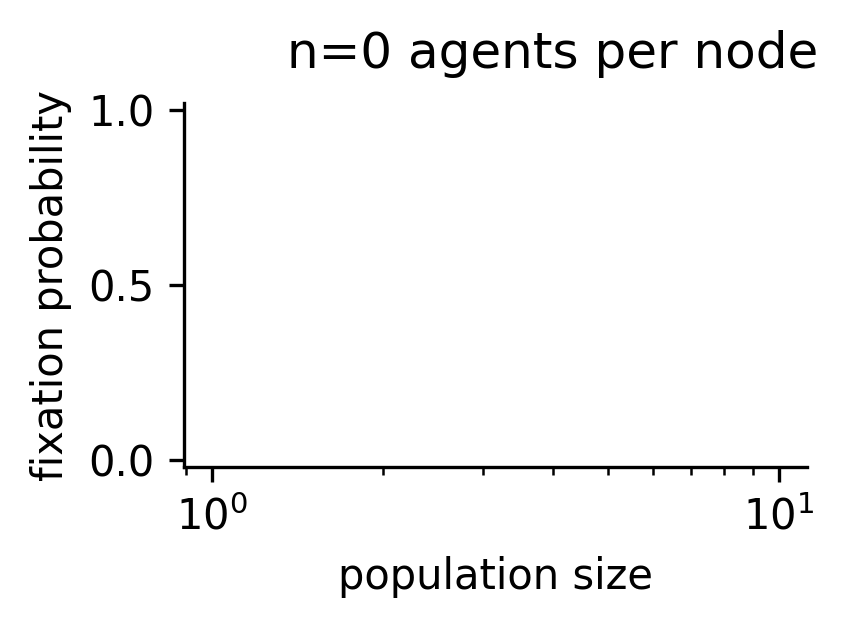 n=0 agents per node
fixation probability
1.0
0.5
0.0
10⁰
10¹
population size